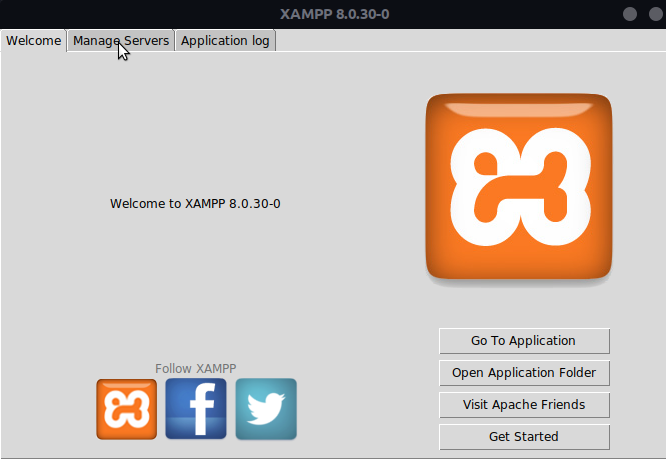 XAMPP 8.0.30-0
Welcome
Manage Servers
Application log
Welcome to XAMPP 8.0.30-0
Follow XAMPP
Go To Application
Open Application Folder
Visit Apache Friends
Get Started